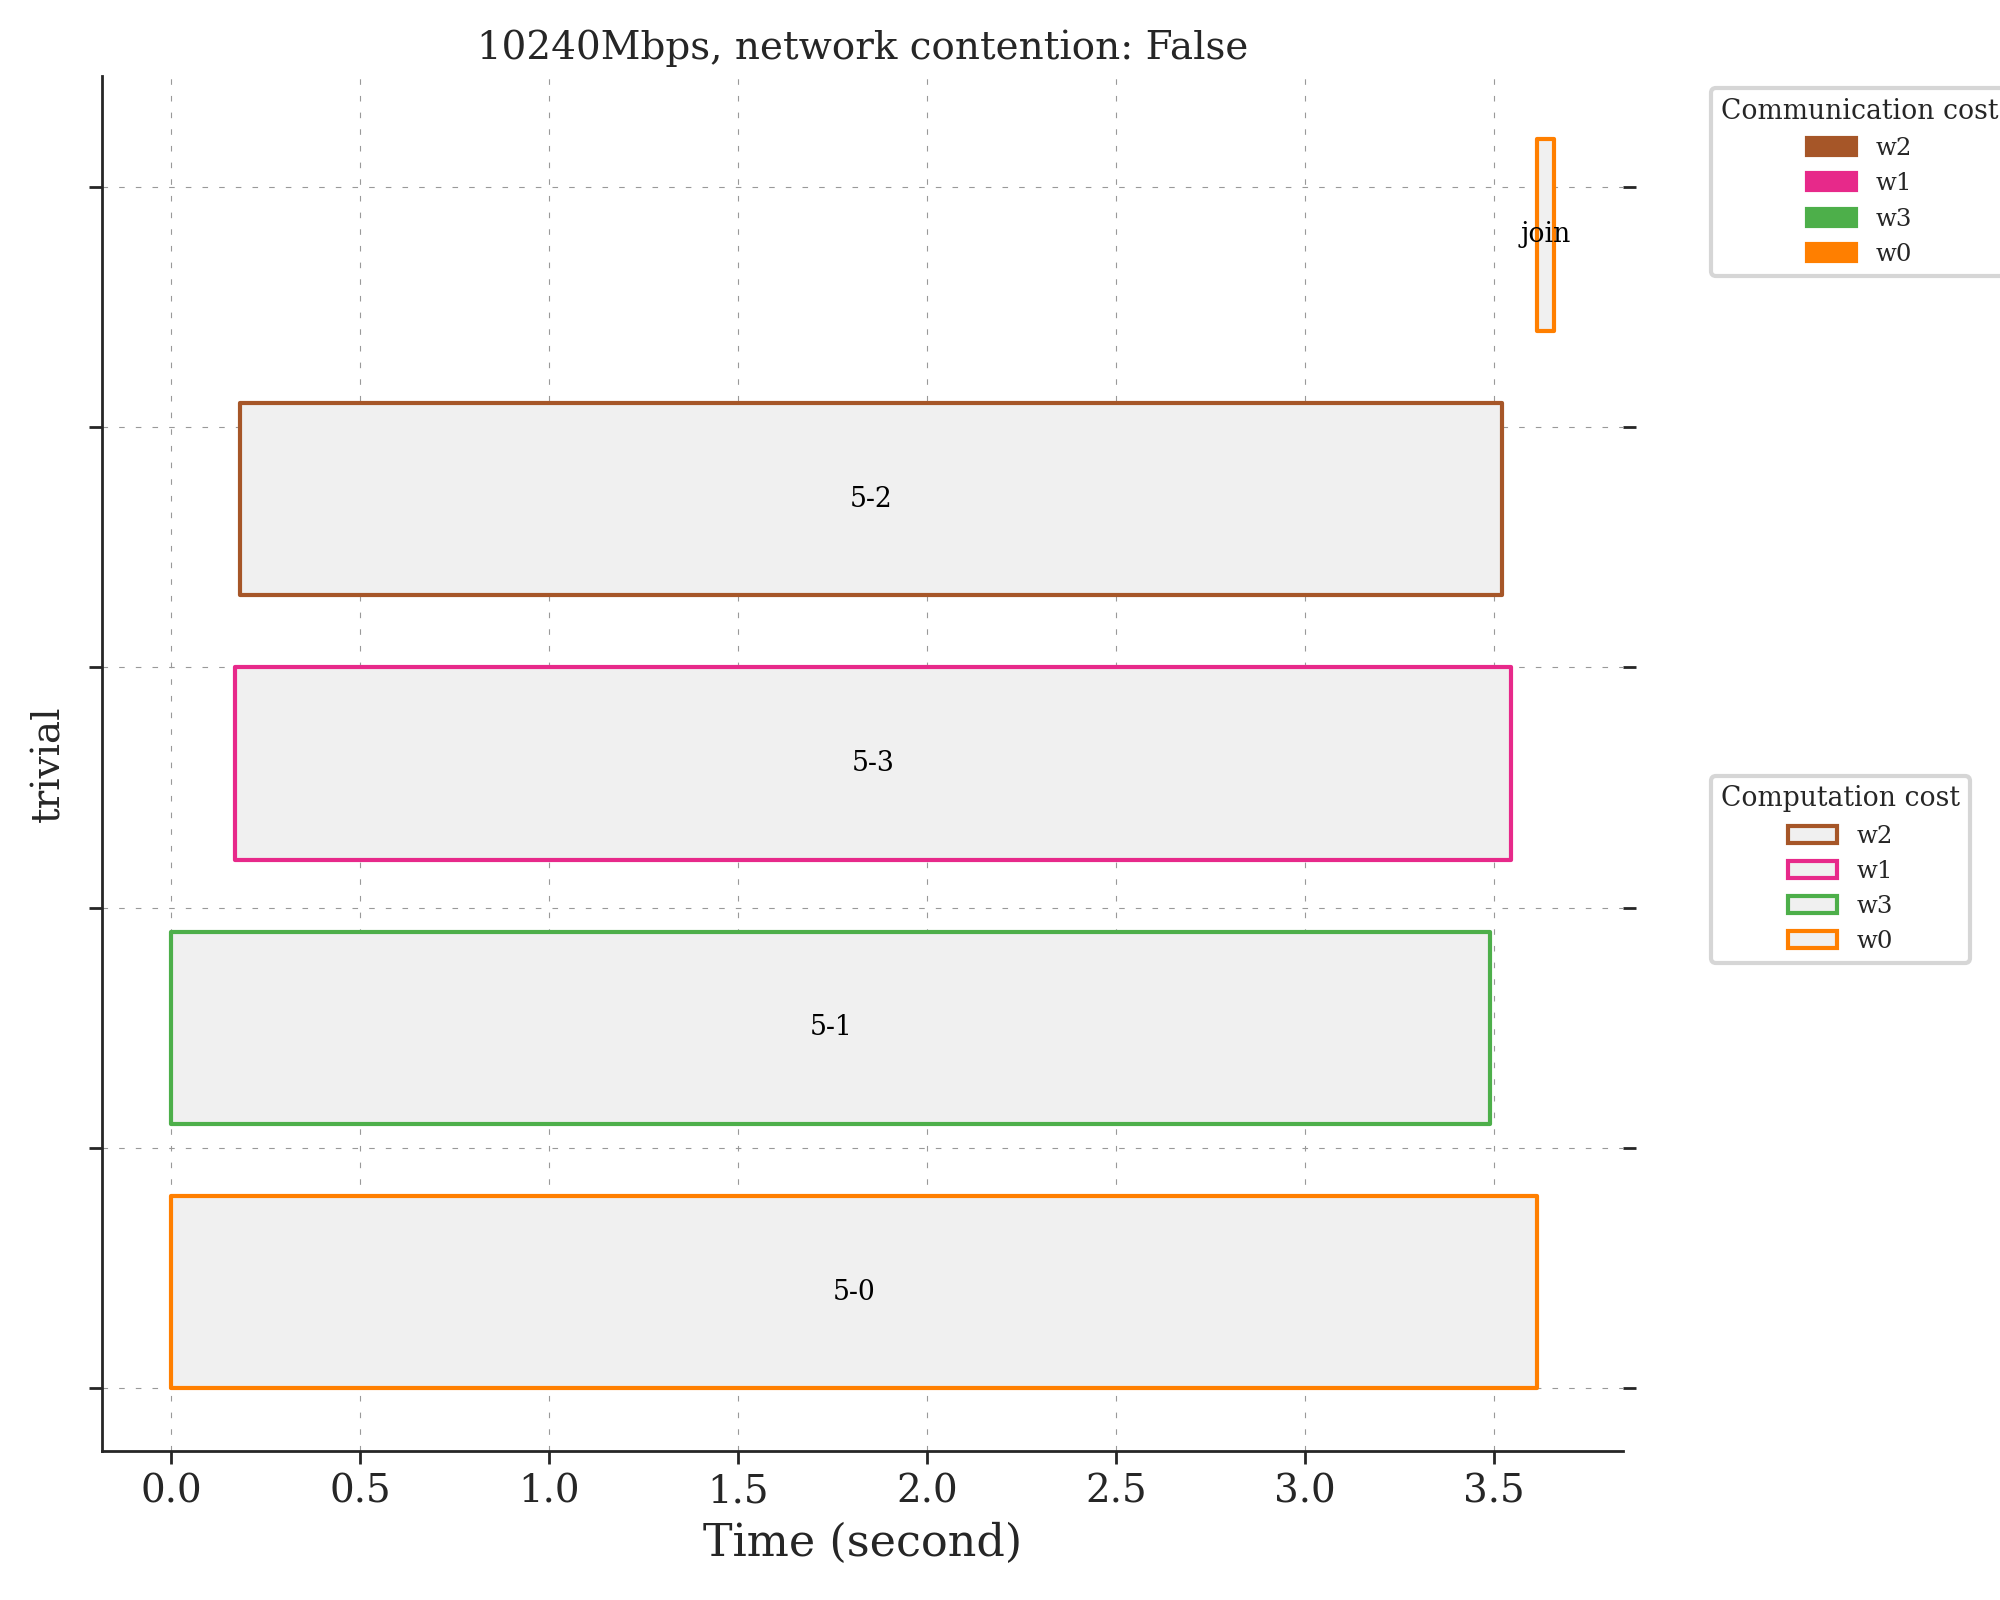 10240Mbps, network contention: False
Communication cost
w2
w1
w3
w0
join
5-2
5-3
5-1
5-0
trivial
Computation cost
w2
w1
w3
w0
0.0 0.5 1.0 1.5 2.0 2.5 3.0 3.5
Time (second)